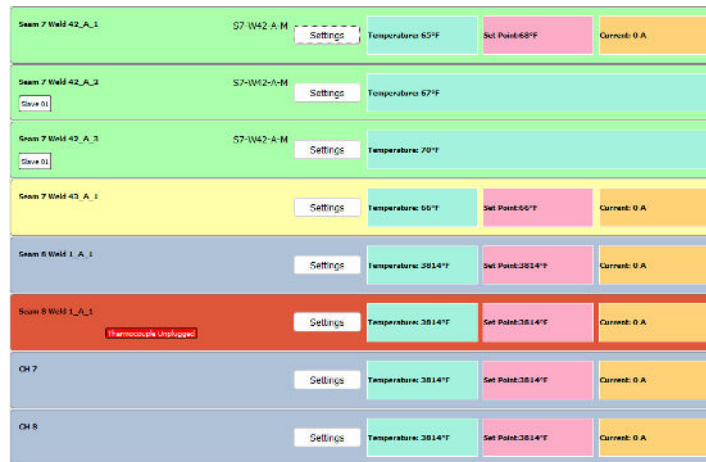 Seam 7 Weld 42_A_1 S7-W42-A-M Settings Temperature: 65°F Set Point:68°F Current: 0 A
Seam 7 Weld 42_A_2 S7-W42-A-M Settings Temperature: 67°F
Slave 01
Seam 7 Weld 42_A_3 S7-W42-A-M Settings Temperature: 70°F
Slave 01
Seam 7 Weld 43_A_1 Settings Temperature: 66°F Set Point:66°F Current: 0 A
Seam 8 Weld 1_A_1 Settings Temperature: 3814°F Set Point:3814°F Current: 0 A
Seam 8 Weld 1_A_1 Settings Temperature: 3814°F Set Point:3814°F Current: 0 A
Thermocouple Unplugged
CH 7 Settings Temperature: 3814°F Set Point:3814°F Current: 0 A
CH 8 Settings Temperature: 3814°F Set Point:3814°F Current: 0 A